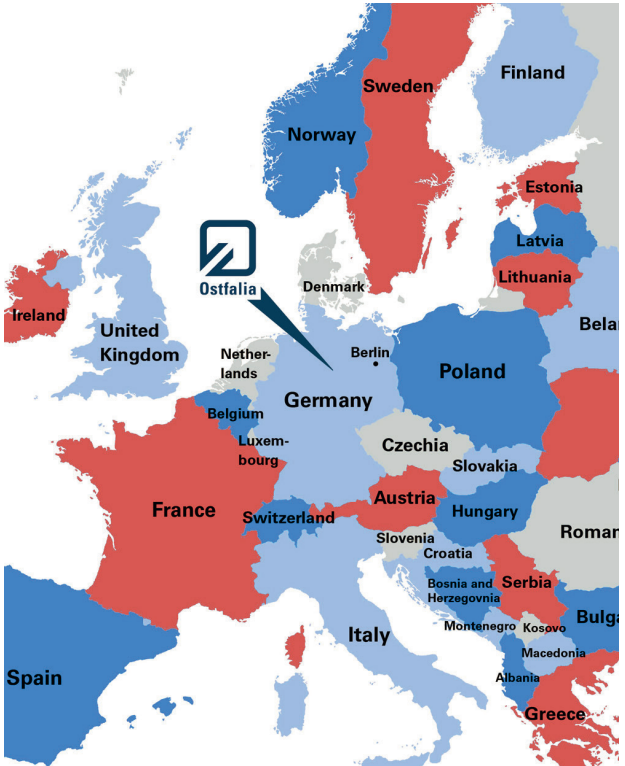 Sweden
Finland
Norway
Estonia
Latvia
Lithuania
Ostfalia
Denmark
Ireland
United
Kingdom
Belar
Nether-
lands
Berlin
Poland
Germany
Belgium
Luxem-
bourg
Czechia
Slovakia
France
Austria
Switzerland
Hungary
Slovenia
Croatia
Roman
Bosnia and
Herzegovnia
Serbia
Montenegro
Kosovo
Bulga
Italy
Macedonia
Spain
Albania
Greece